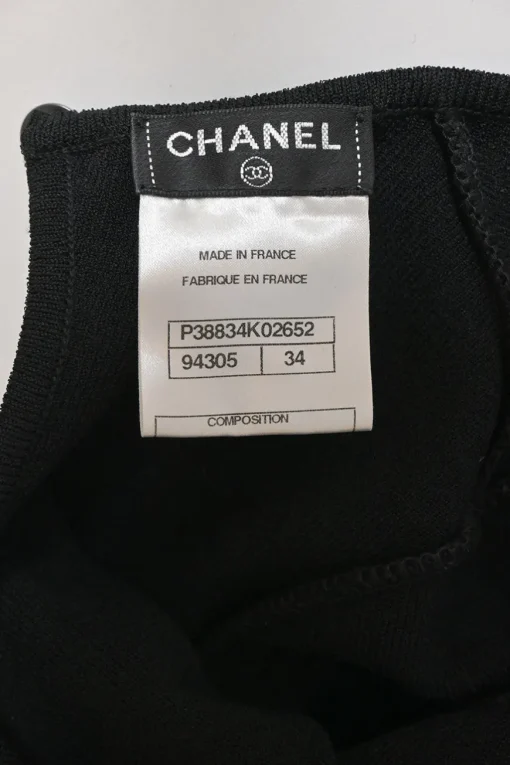 CHANEL
MADE IN FRANCE
FABRIQUE EN FRANCE
P38834K02652
94305 34
COMPOSITION